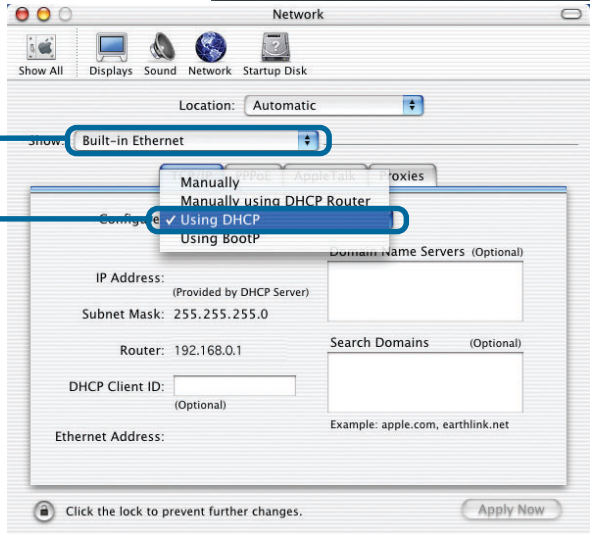 Network
Show All Displays Sound Network Startup Disk
Location: Automatic
Show: Built-in Ethernet
AppleTalk Proxies
Manually
Manually using DHCP Router
Configure ✓ Using DHCP
Using BootP
Domain Name Servers (Optional)
IP Address:
(Provided by DHCP Server)
Subnet Mask: 255.255.255.0
Search Domains (Optional)
Router: 192.168.0.1
DHCP Client ID:
(Optional)
Example: apple.com, earthlink.net
Ethernet Address:
Click the lock to prevent further changes.
Apply Now